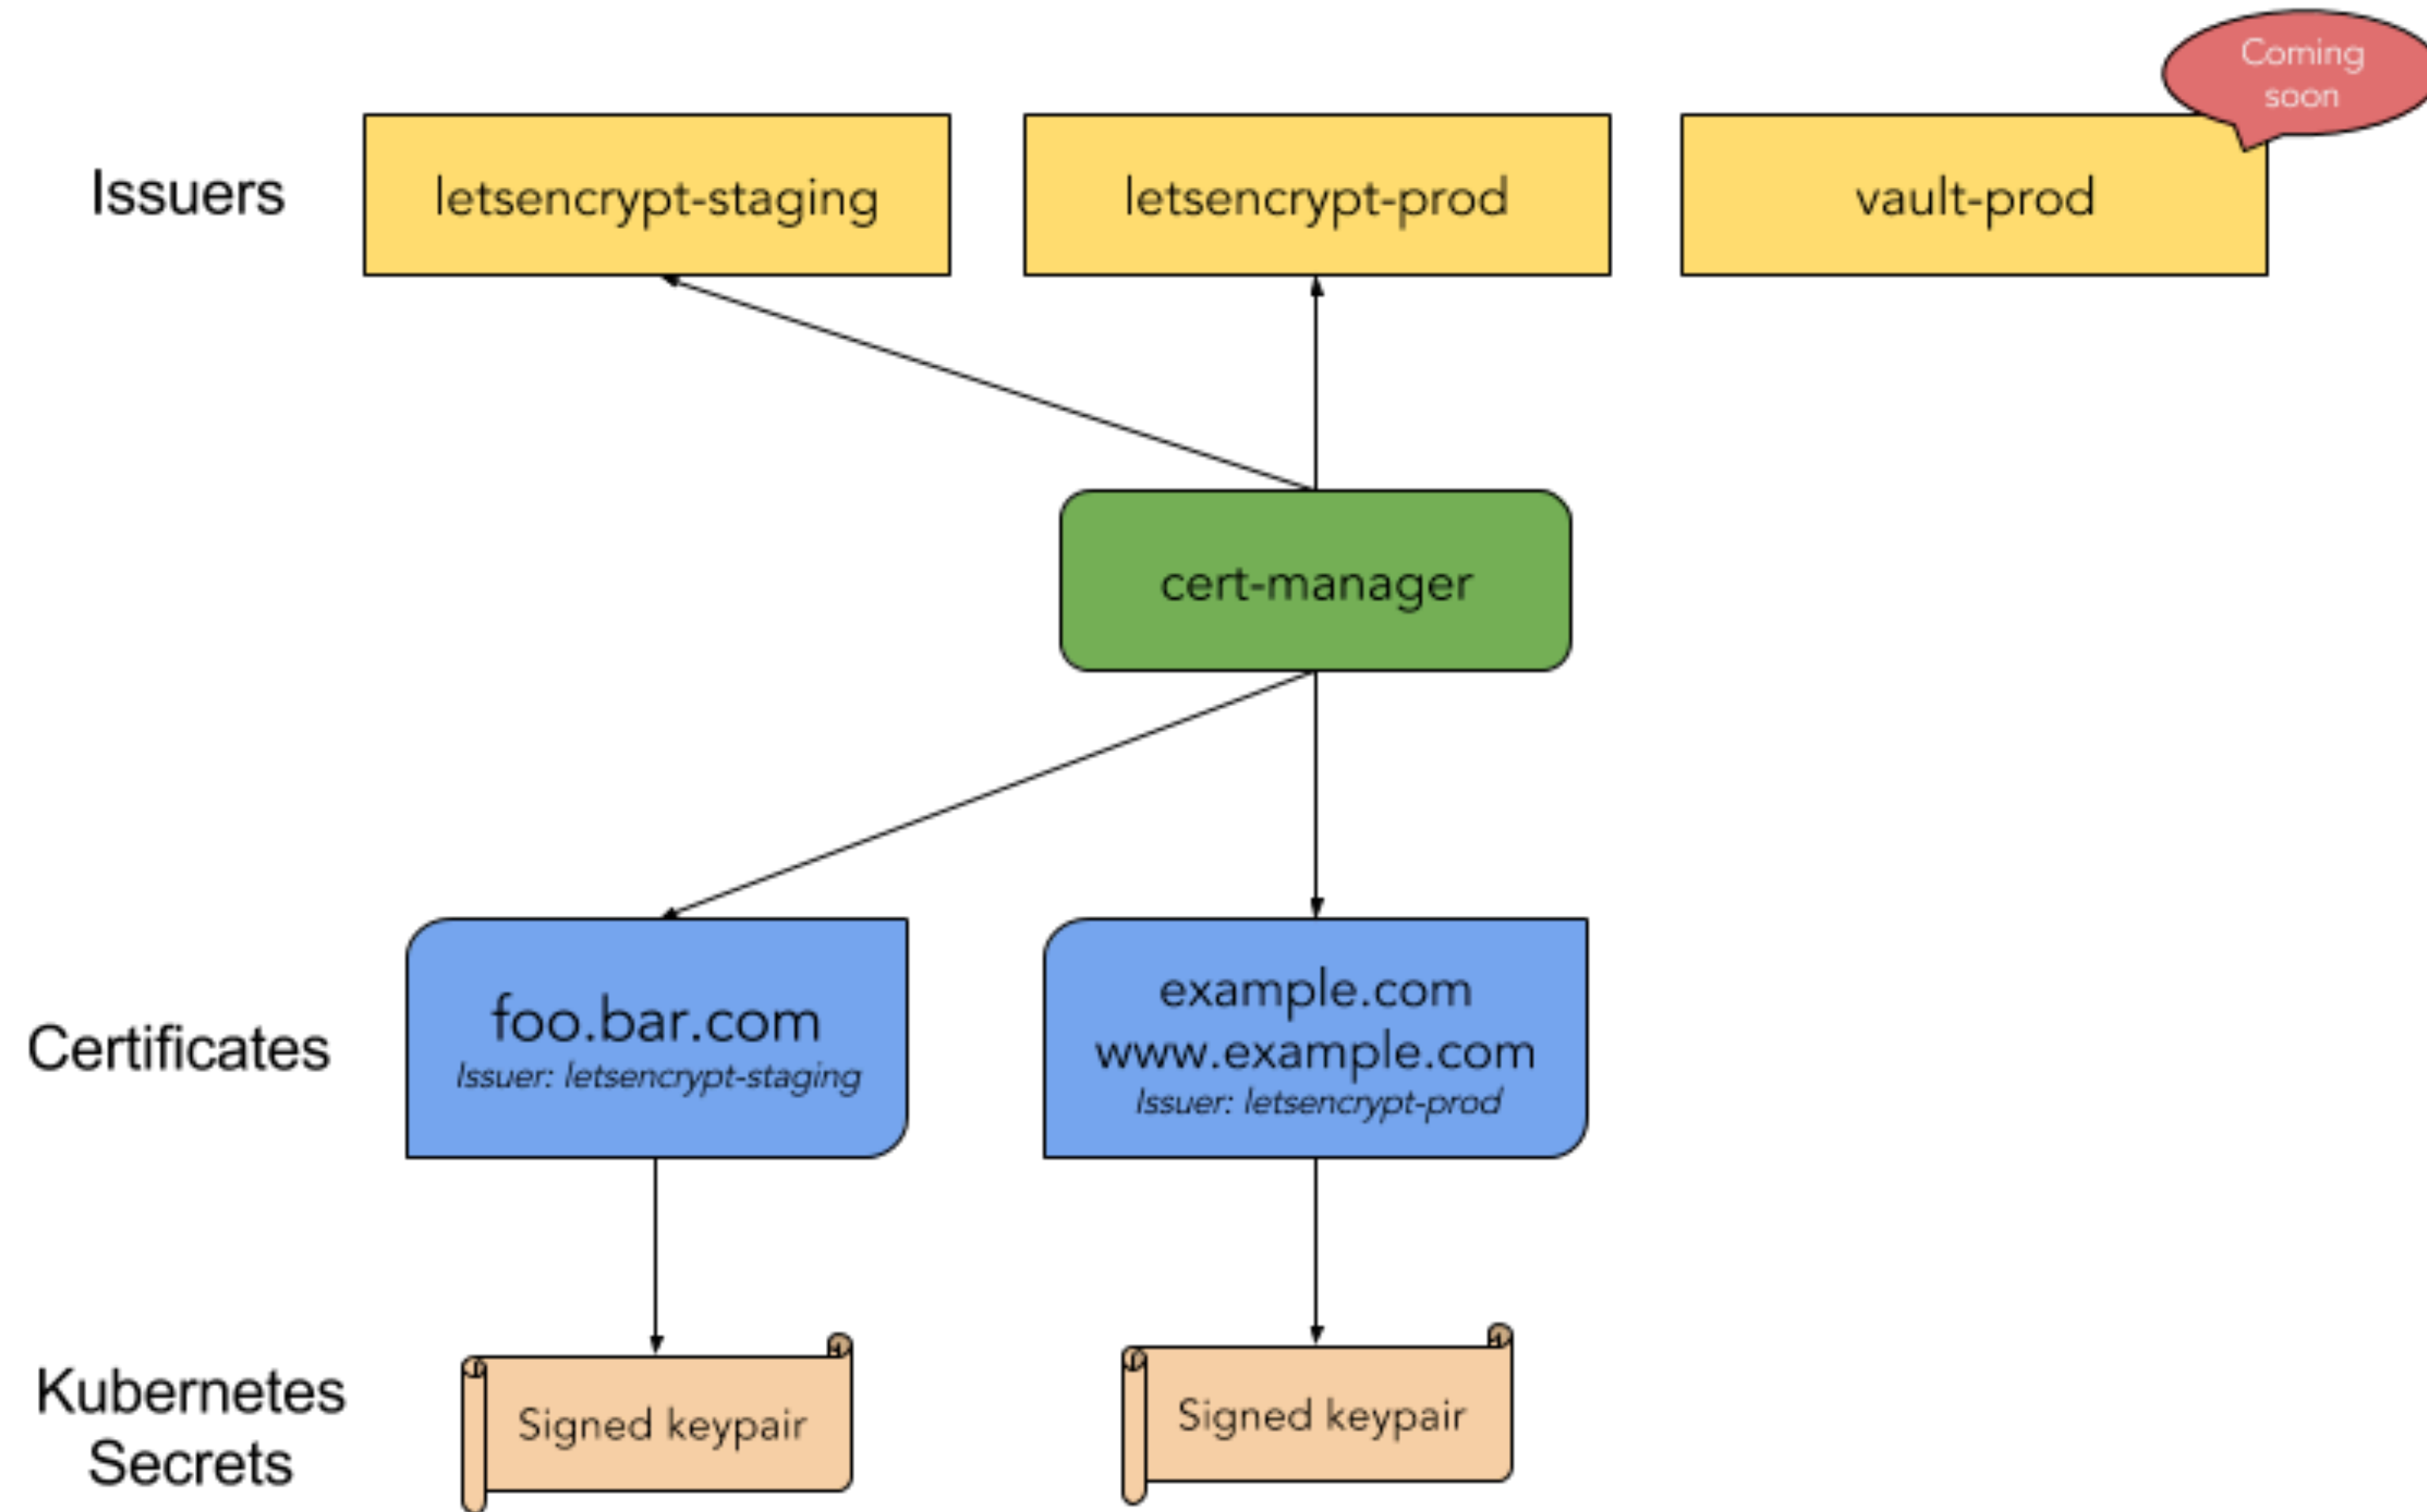 Coming
soon
Issuers
letsencrypt-staging
letsencrypt-prod
vault-prod
cert-manager
Certificates
foo.bar.com
Issuer: letsencrypt-staging
example.com
www.example.com
Issuer: letsencrypt-prod
Kubernetes
Secrets
Signed keypair
Signed keypair